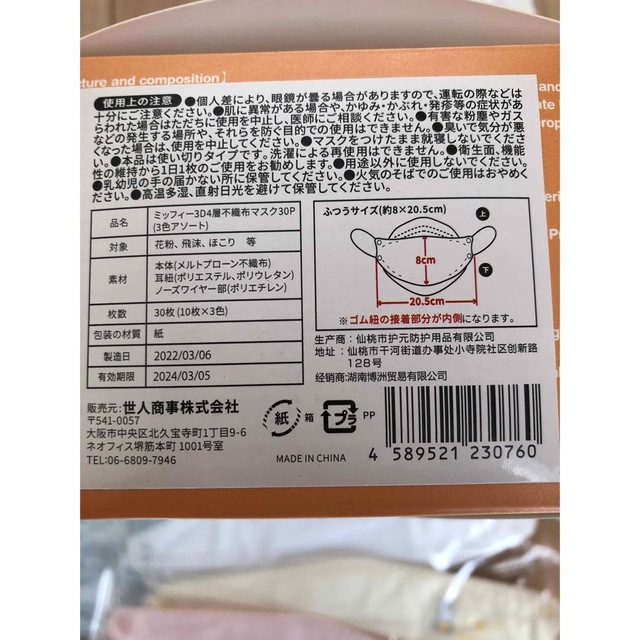 cture and composition】
使用上の注意 ●個人差により、眼鏡が曇る場合がありますので、運転の際などは
十分にご注意ください。●肌に異常がある場合や、かゆみ・かぶれ・発疹等の症状があ
らわれた場合はただちに使用を中止し、医師にご相談ください。●有害な粉塵やガス
などの発生する場所や、それらを防ぐ目的での使用はできません。●臭いで気分が悪
くなった場合は、使用を中止してください。●マスクをつけたまま就寝しないでくださ
い。●本品は使い切りタイプです。洗濯による再使用はできません。●衛生面、機能
性の維持から1日1枚のご使用をお勧めします。●用途以外に使用しないでください。
●乳幼児の手の届かない所に保管してください。●火気のそばでのご使用はおやめく
ださい。●高温多湿、直射日光を避けて保管してください。
and
ate
rop
eri
P
品名 ミッフィー3D4層不織布マスク30P
(3色アソート)
対象 花粉、飛沫、ほこり 等
素材 本体(メルトブローン不織布)
耳紐(ポリエステル、ポリウレタン)
ノーズワイヤー部(ポリエチレン)
枚数 30枚 (10枚×3色)
包装の材質 紙
製造日 2022/03/06
有効期限 2024/03/05
ふつうサイズ(約8×20.5cm)
上
8cm
下
20.5cm
※ゴム紐の接着部分が内側になります。
生产商：仙桃市护元防护用品有限公司
地址：仙桃市干河街道办事处小寺院社区创新路
128号
经销商:湖南博洲贸易有限公司
販売元: 世人商事株式会社
〒541-0057
大阪市中央区北久宝寺町1丁目9-6
ネオフィス堺筋本町 1001号室
TEL:06-6809-7946
紙 箱 プラ PP
MADE IN CHINA
4 589521 230760